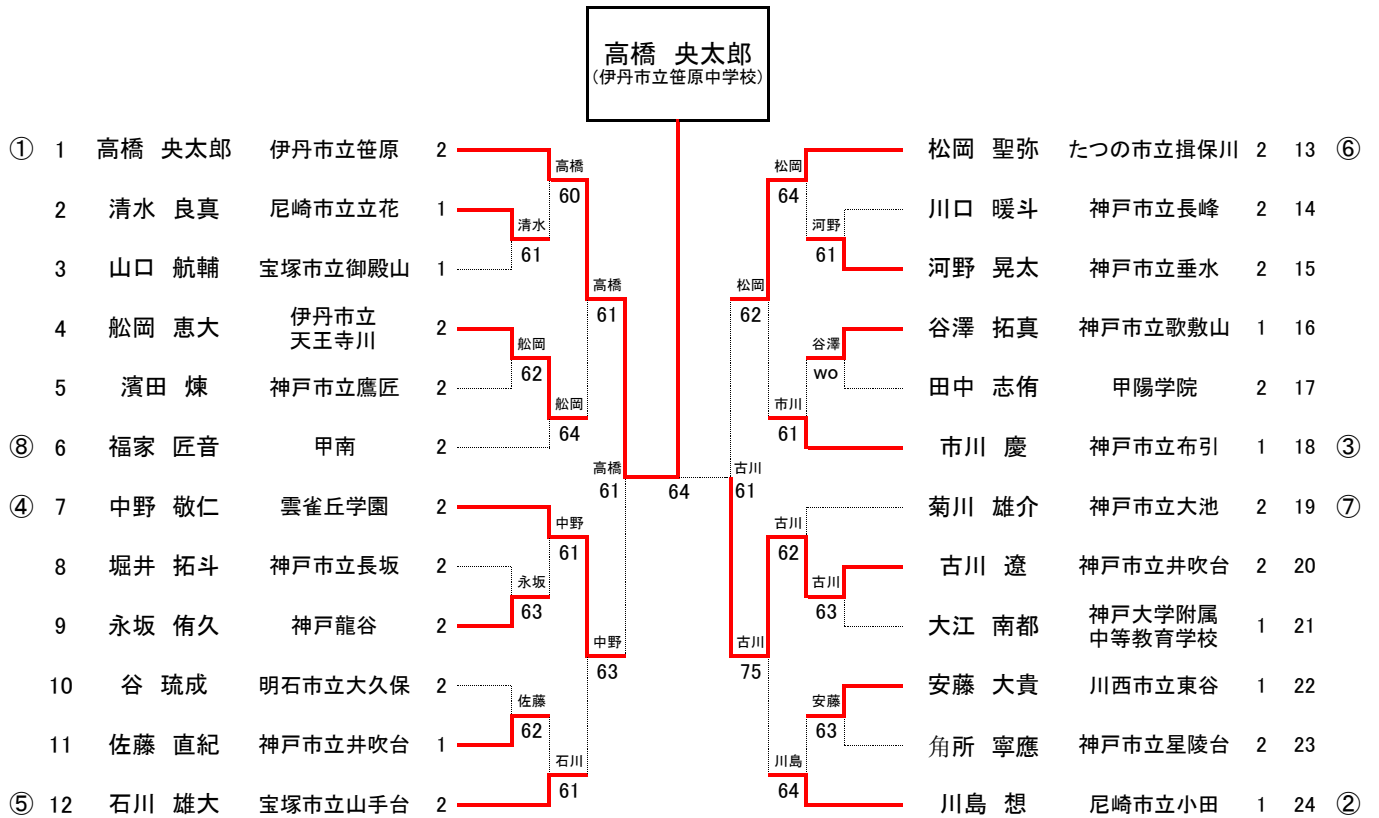 高橋 央太郎
(伊丹市立笹原中学校)
① 1 高橋 央太郎 伊丹市立笹原 2
2 清水 良真 尼崎市立立花 1
3 山口 航輔 宝塚市立御殿山 1
4 舩岡 恵大 伊丹市立
天王寺川 2
5 濱田 煉 神戸市立鷹匠 2
⑧ 6 福家 匠音 甲南 2
④ 7 中野 敬仁 雲雀丘学園 2
8 堀井 拓斗 神戸市立長坂 2
9 永坂 侑久 神戸龍谷 2
10 谷 琉成 明石市立大久保 2
11 佐藤 直紀 神戸市立井吹台 1
⑤ 12 石川 雄大 宝塚市立山手台 2
高橋
60
清水
61
高橋
61
舩岡
62
舩岡
64
高橋
61
中野
61
永坂
63
中野
63
佐藤
62
石川
61
64
松岡
64
河野
61
松岡
62
谷澤
wo
市川
61
古川
61
古川
62
古川
63
古川
75
安藤
63
川島
64
松岡 聖弥 たつの市立揖保川 2 13 ⑥
川口 暖斗 神戸市立長峰 2 14
河野 晃太 神戸市立垂水 2 15
谷澤 拓真 神戸市立歌敷山 1 16
田中 志侑 甲陽学院 2 17
市川 慶 神戸市立布引 1 18 ③
菊川 雄介 神戸市立大池 2 19 ⑦
古川 遼 神戸市立井吹台 2 20
大江 南都 神戸大学附属
中等教育学校 1 21
安藤 大貴 川西市立東谷 1 22
角所 寧應 神戸市立星陵台 2 23
川島 想 尼崎市立小田 1 24 ②